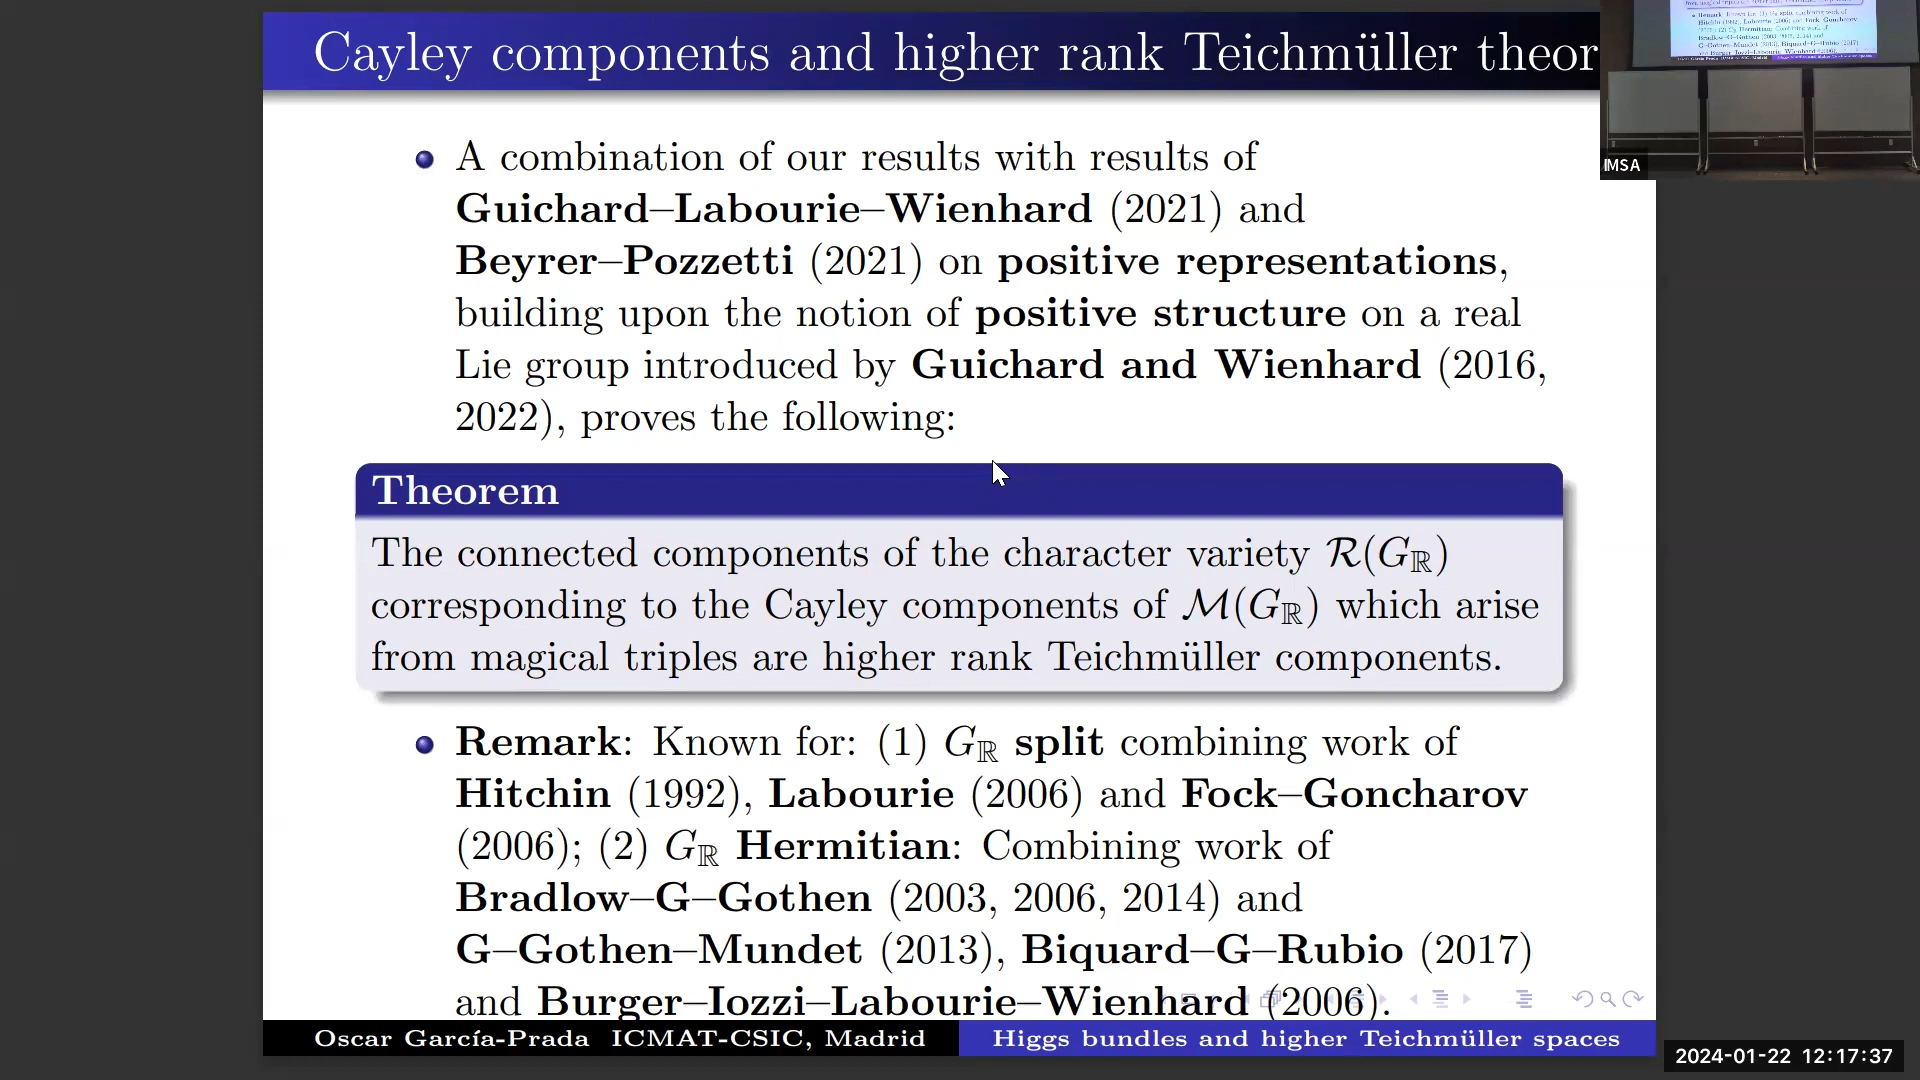 Cayley components and higher rank Teichmüller theor
A combination of our results with results of
Guichard–Labourie–Wienhard (2021) and
Beyrer–Pozzetti (2021) on positive representations,
building upon the notion of positive structure on a real
Lie group introduced by Guichard and Wienhard (2016,
2022), proves the following:
Theorem
The connected components of the character variety 𝓡(G_ℝ)
corresponding to the Cayley components of 𝓜(G_ℝ) which arise
from magical triples are higher rank Teichmüller components.
Remark: Known for: (1) G_ℝ split combining work of
Hitchin (1992), Labourie (2006) and Fock–Goncharov
(2006); (2) G_ℝ Hermitian: Combining work of
Bradlow–G–Gothen (2003, 2006, 2014) and
G–Gothen–Mundet (2013), Biquard–G–Rubio (2017)
and Burger–Iozzi–Labourie–Wienhard (2006).
Oscar García-Prada ICMAT-CSIC, Madrid
Higgs bundles and higher Teichmüller spaces
IMSA
2024-01-22 12:17:37